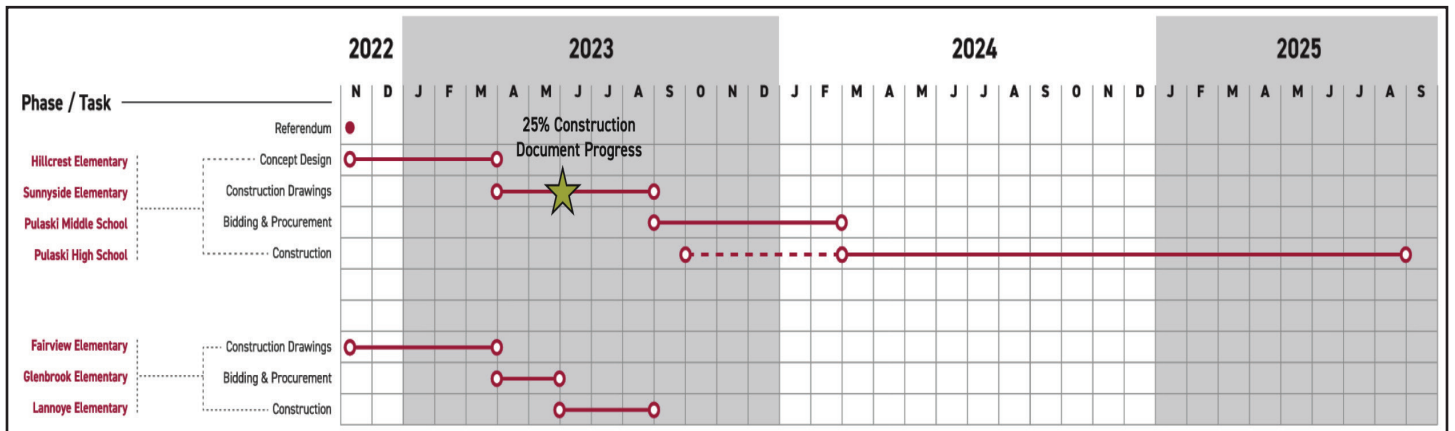 2022 2023 2024 2025
Phase / Task N D J F M A M J J A S O N D J F M A M J J A S O N D J F M A M J J A S
25% Construction
Document Progress
Referendum
Hillcrest Elementary Concept Design
Sunnyside Elementary Construction Drawings
Pulaski Middle School Bidding & Procurement
Pulaski High School Construction
Fairview Elementary Construction Drawings
Glenbrook Elementary Bidding & Procurement
Lannoye Elementary Construction